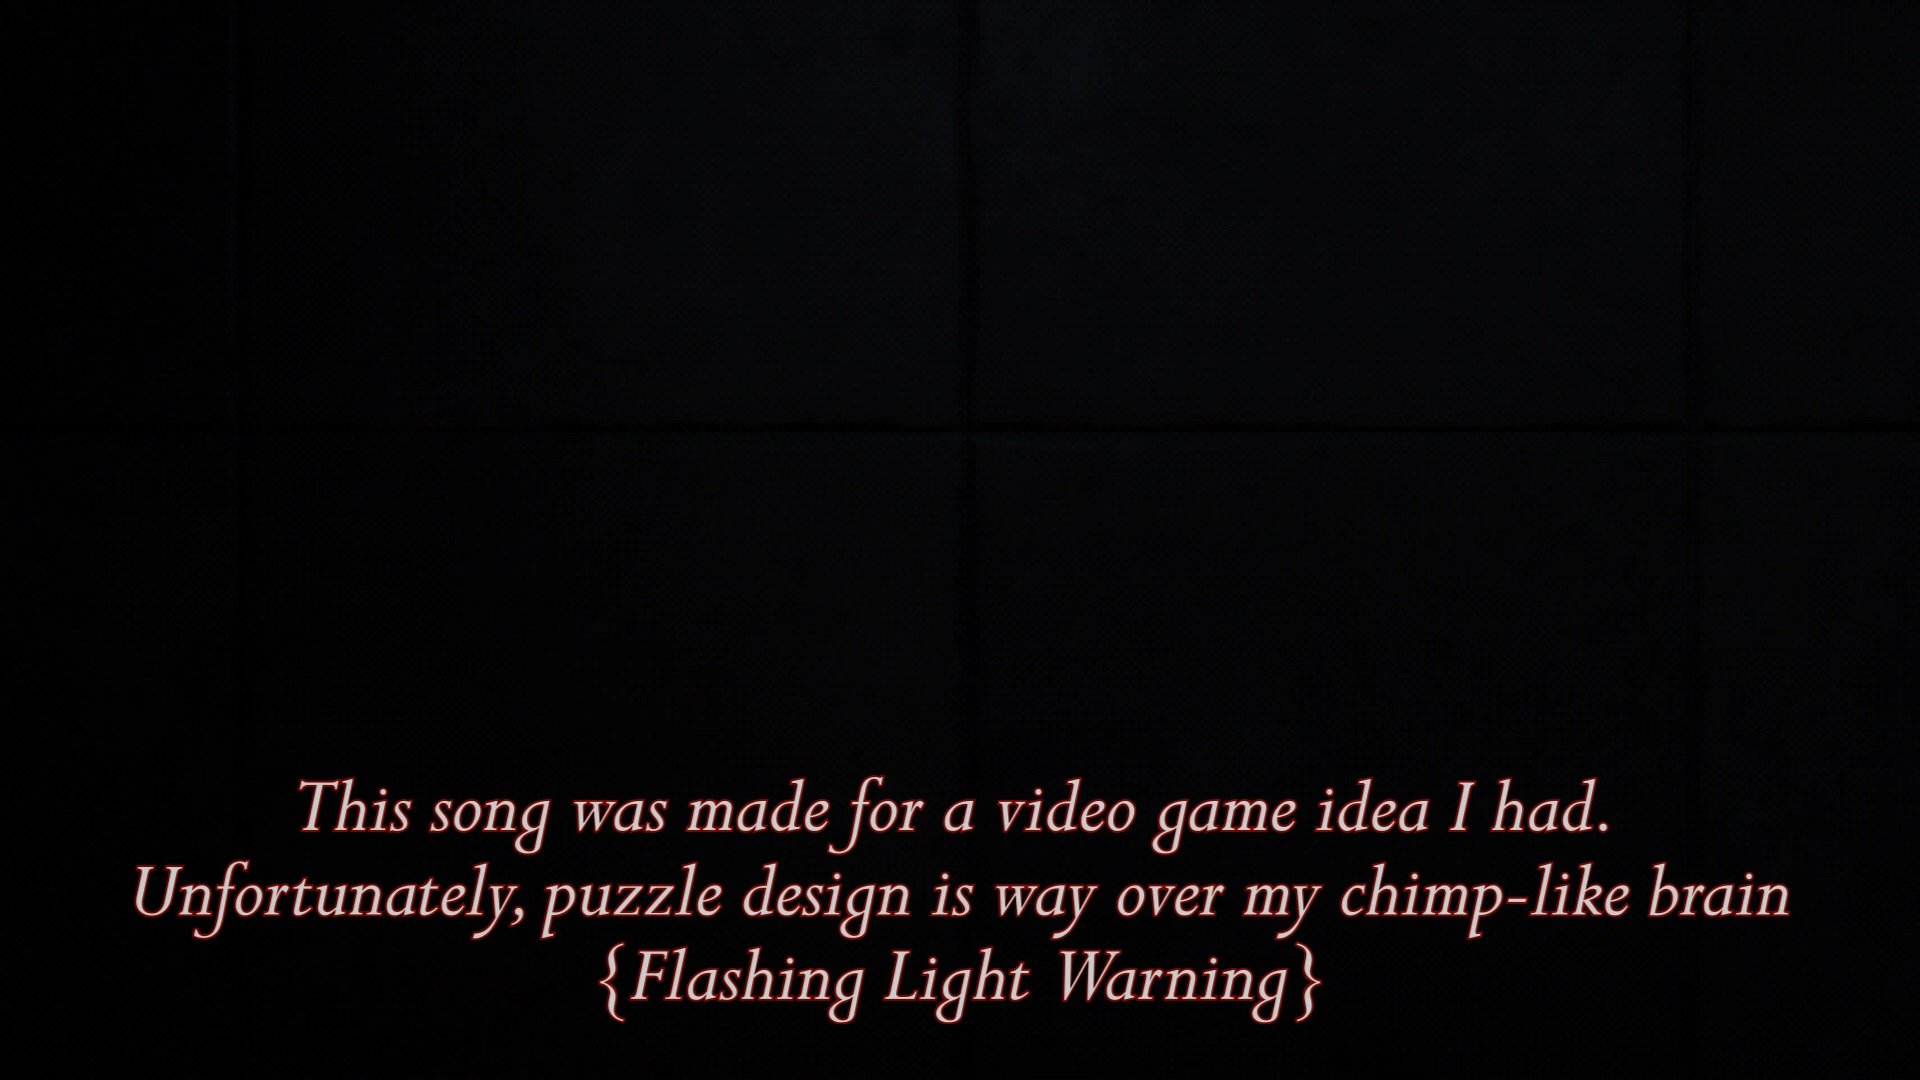 This song was made for a video game idea I had.
Unfortunately, puzzle design is way over my chimp-like brain
{Flashing Light Warning}